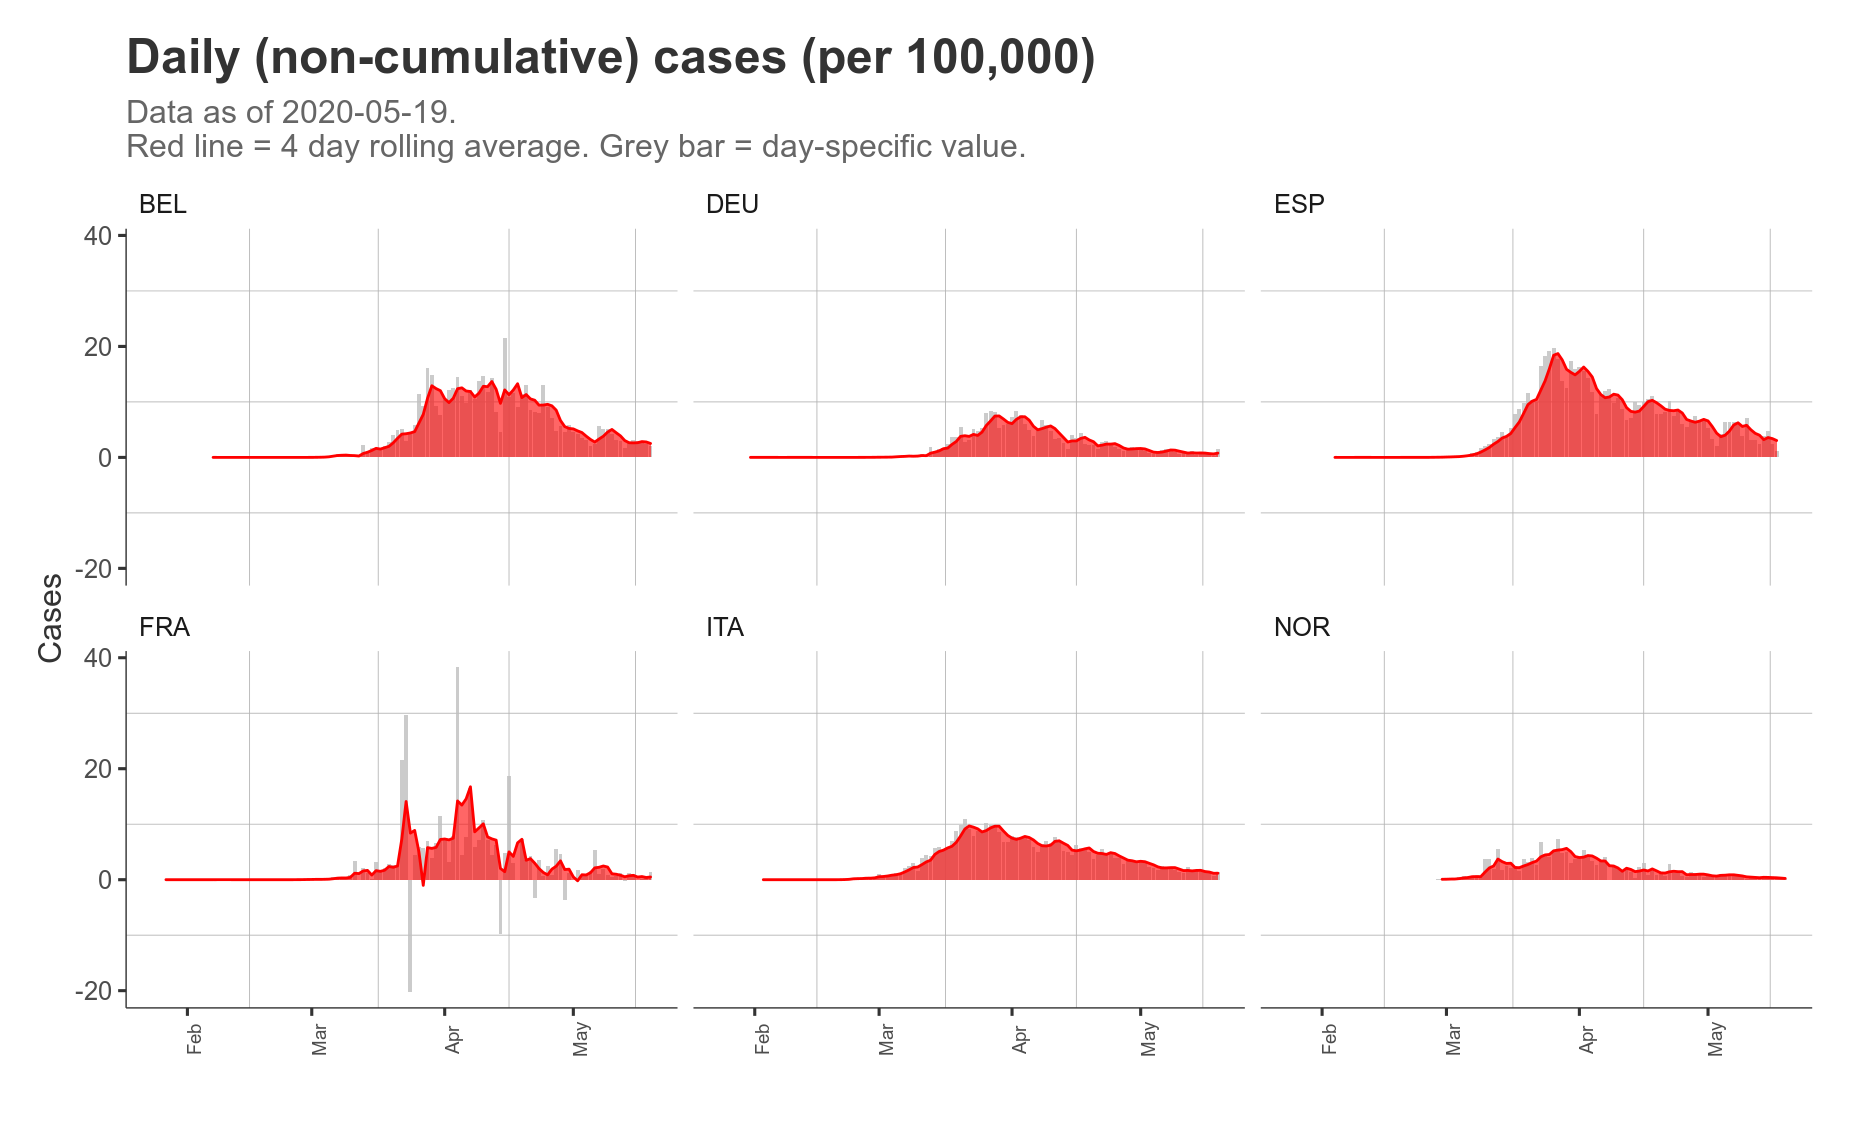 Daily (non-cumulative) cases (per 100,000)
Data as of 2020-05-19.
Red line = 4 day rolling average. Grey bar = day-specific value.
BEL DEU ESP
40
20
0
-20
Cases
FRA ITA NOR
40
20
0
-20
Feb Mar Apr May Feb Mar Apr May Feb Mar Apr May